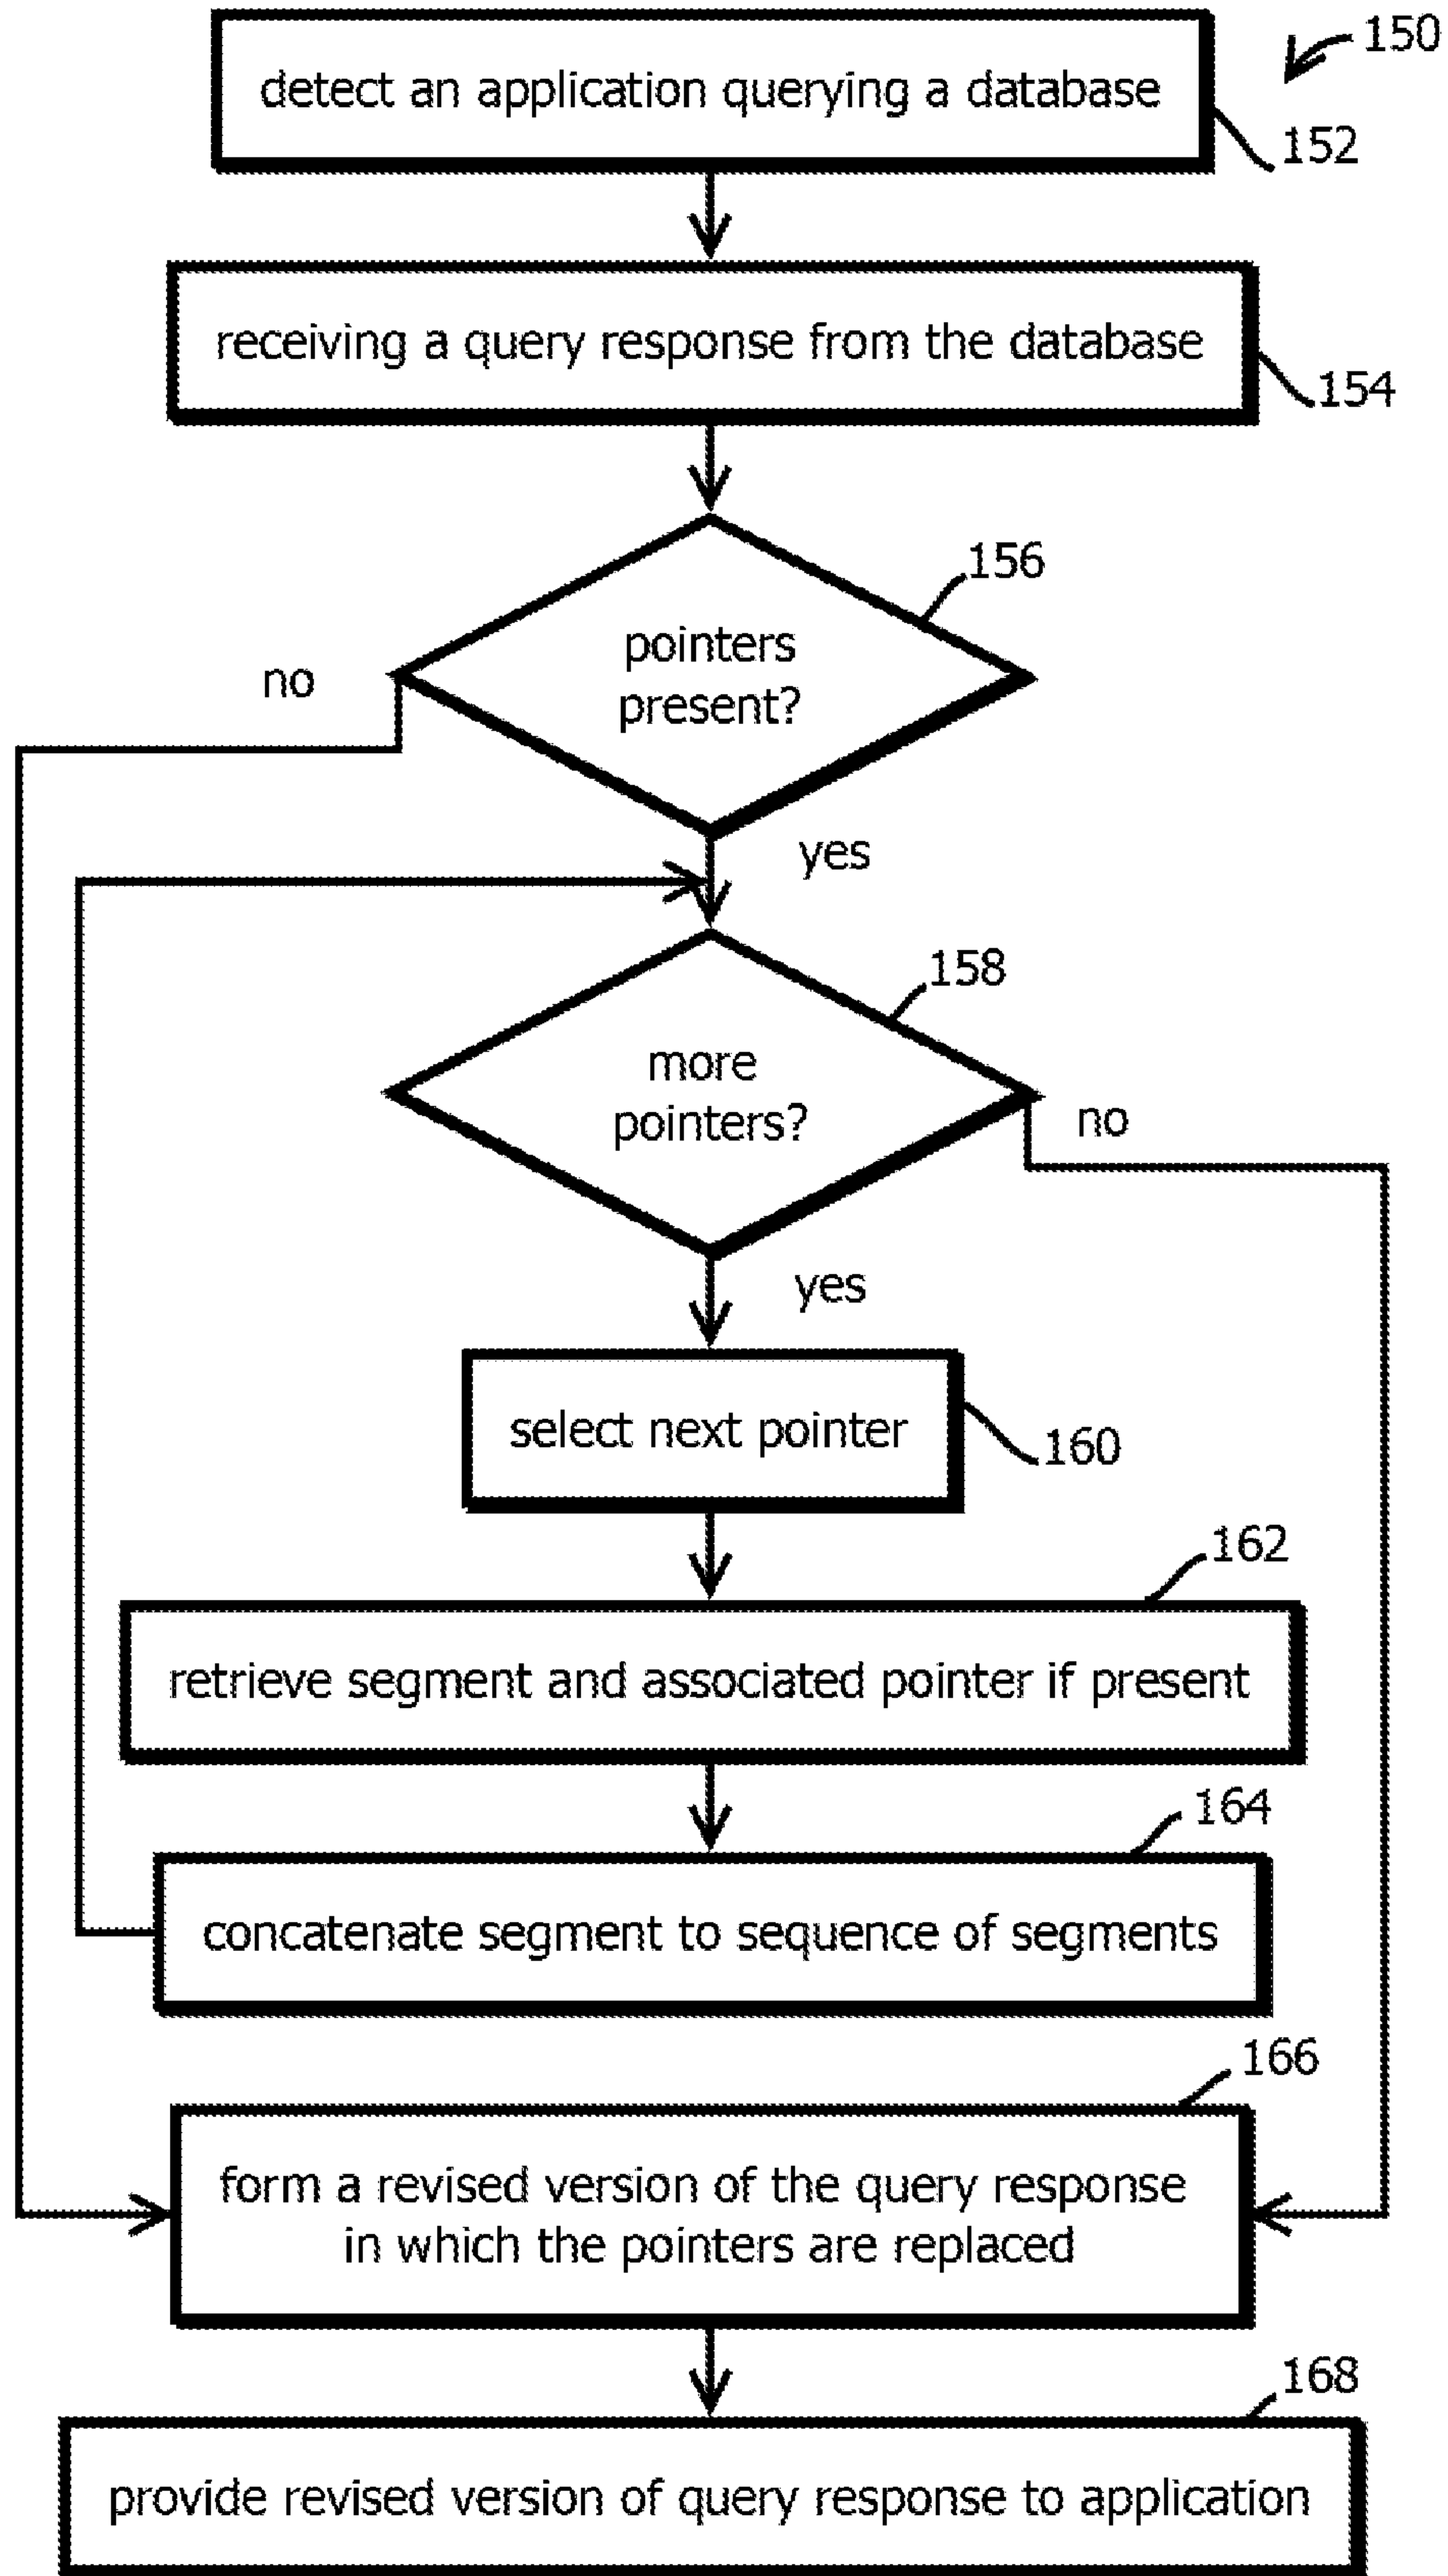 150
detect an application querying a database
152
receiving a query response from the database
154
156
pointers
present?
no
yes
158
more
pointers?
no
yes
select next pointer
160
162
retrieve segment and associated pointer if present
164
concatenate segment to sequence of segments
166
form a revised version of the query response
in which the pointers are replaced
168
provide revised version of query response to application